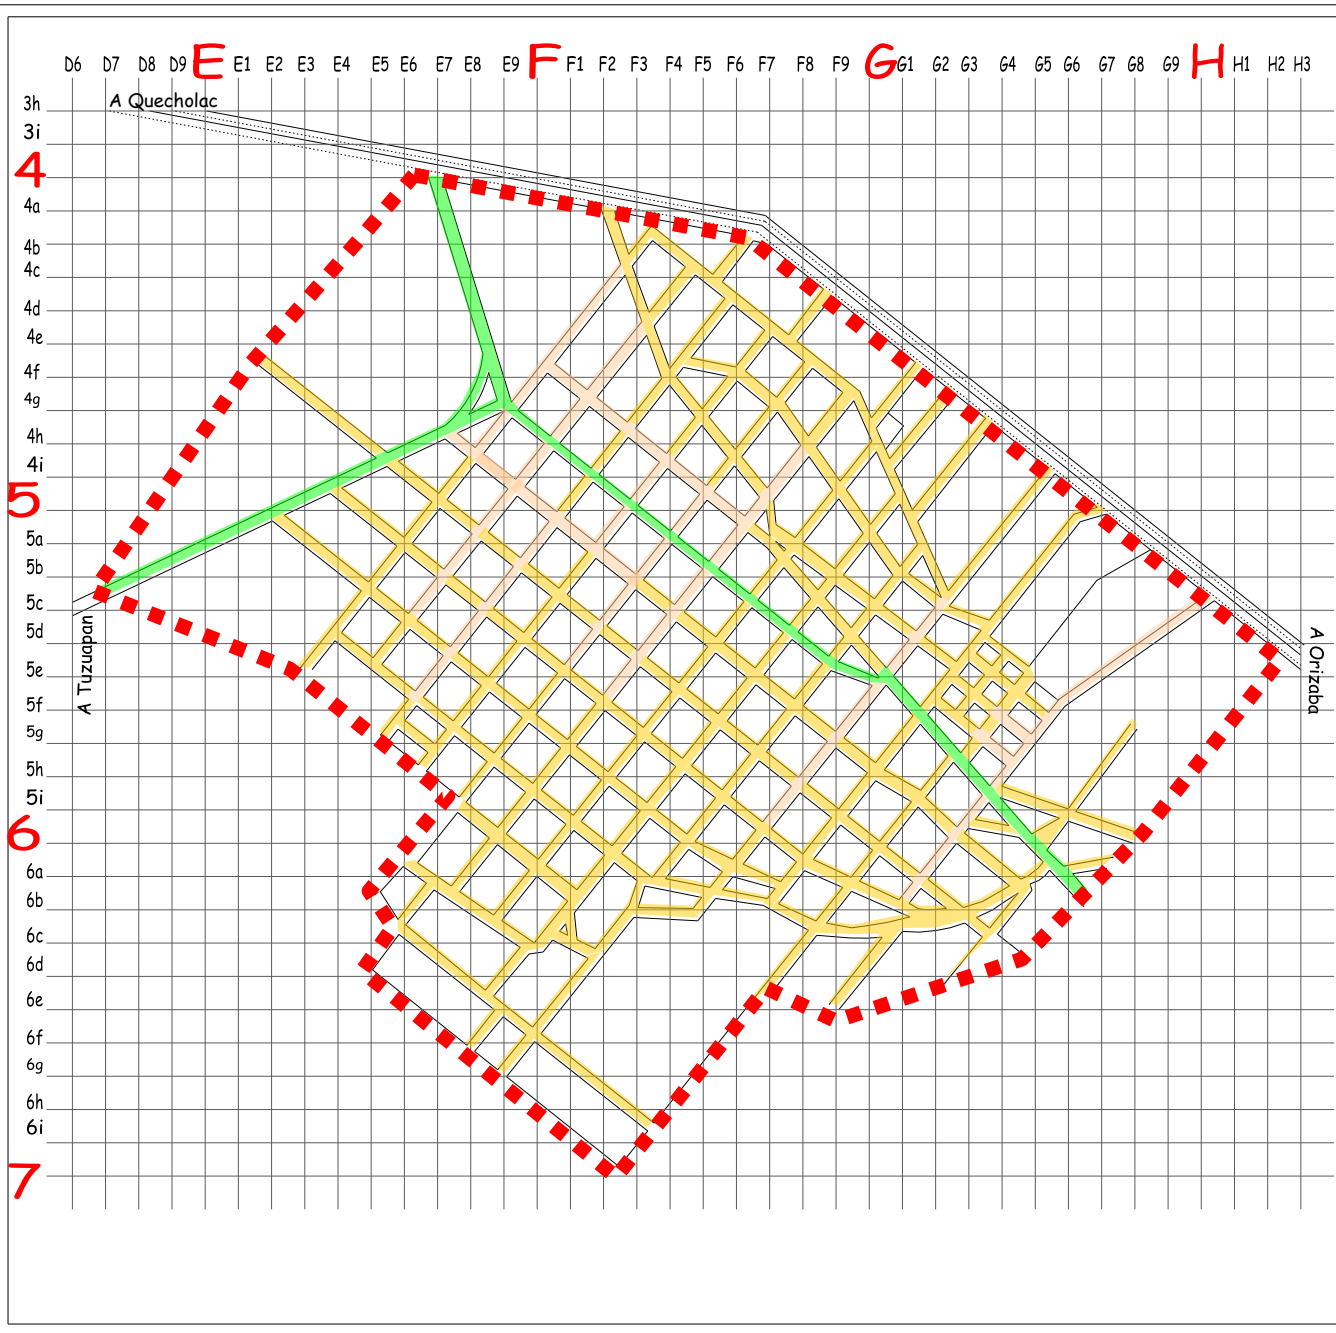 D6 D7 D8 D9 E E1 E2 E3 E4 E5 E6 E7 E8 E9 F F1 F2 F3 F4 F5 F6 F7 F8 F9 G G1 G2 G3 G4 G5 G6 G7 G8 G9 H H1 H2 H3
3h
A Quecholac
3i
4
4a
4b
4c
4d
4e
4f
4g
4h
4i
5
5a
5b
5c
5d
5e
5f
5g
5h
5i
6
6a
6b
6c
6d
6e
6f
6g
6h
6i
7
A Tuzuapan
A Orizaba